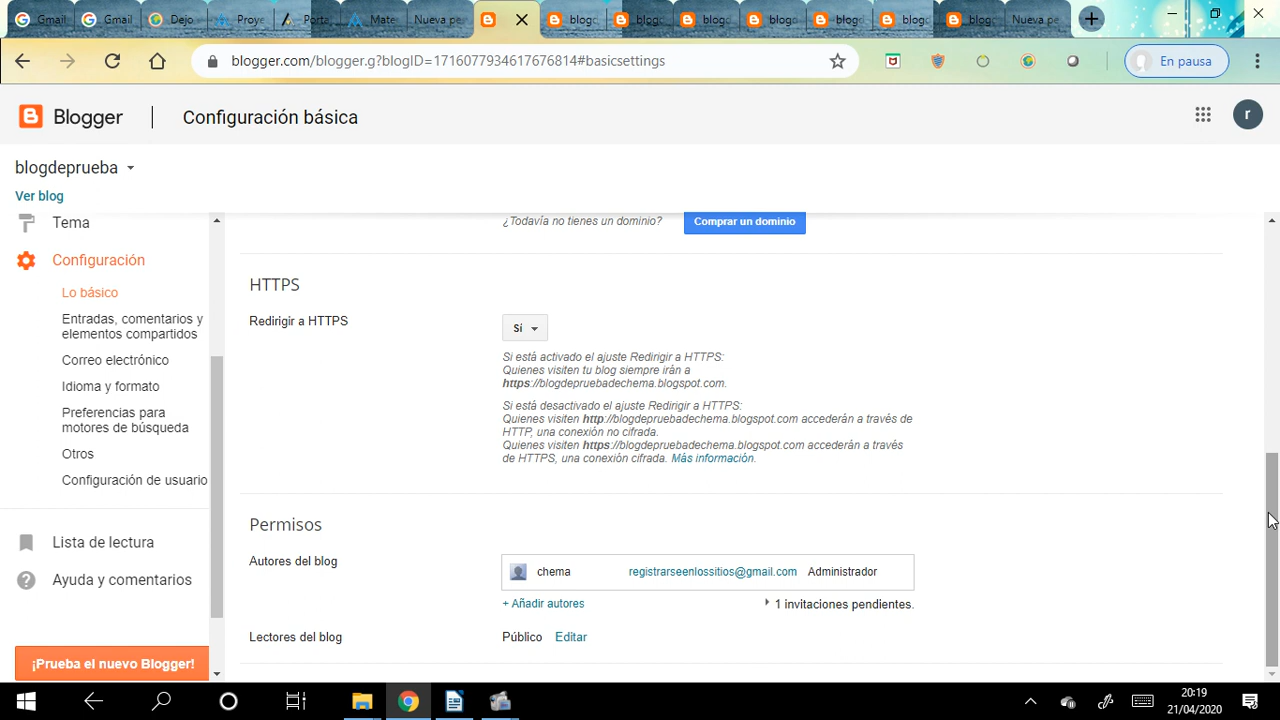 Gmail
Gmail
Dejo
Proye
Porta
Mate
Nueva pe
blogc
blogc
blogc
blogc
blogc
blogc
blogc
Nueva pe
blogger.com/blogger.g?blogID=1716077934617676814#basicsettings
En pausa
Blogger
Configuración básica
r
blogdeprueba
Ver blog
Tema
Configuración
Lo básico
Entradas, comentarios y
elementos compartidos
Correo electrónico
Idioma y formato
Preferencias para
motores de búsqueda
Otros
Configuración de usuario
Lista de lectura
Ayuda y comentarios
¡Prueba el nuevo Blogger!
¿Todavía no tienes un dominio?
Comprar un dominio
HTTPS
Redirigir a HTTPS
Sí
Si está activado el ajuste Redirigir a HTTPS:
Quienes visiten tu blog siempre irán a
https://blogdepruebadechema.blogspot.com.
Si está desactivado el ajuste Redirigir a HTTPS:
Quienes visiten http://blogdepruebadechema.blogspot.com accederán a través de
HTTP, una conexión no cifrada.
Quienes visiten https://blogdepruebadechema.blogspot.com accederán a través
de HTTPS, una conexión cifrada. Más información.
Permisos
Autores del blog
chema registrarseenlossitios@gmail.com Administrador
+ Añadir autores
1 invitaciones pendientes.
Lectores del blog
Público Editar
20:19
21/04/2020